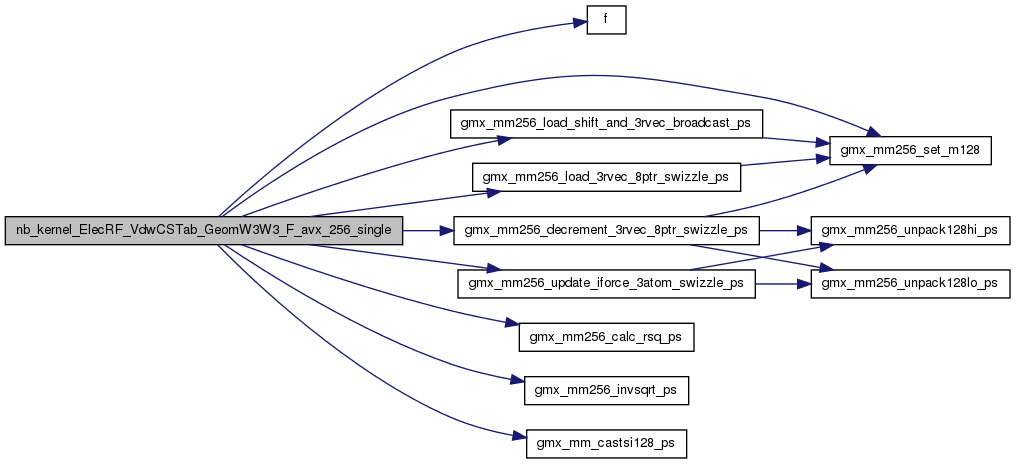 f
gmx_mm256_load_shift_and_3rvec_broadcast_ps
gmx_mm256_set_m128
gmx_mm256_load_3rvec_8ptr_swizzle_ps
nb_kernel_ElecRF_VdwCSTab_GeomW3W3_F_avx_256_single
gmx_mm256_decrement_3rvec_8ptr_swizzle_ps
gmx_mm256_unpack128hi_ps
gmx_mm256_update_iforce_3atom_swizzle_ps
gmx_mm256_unpack128lo_ps
gmx_mm256_calc_rsq_ps
gmx_mm256_invsqrt_ps
gmx_mm_castsi128_ps